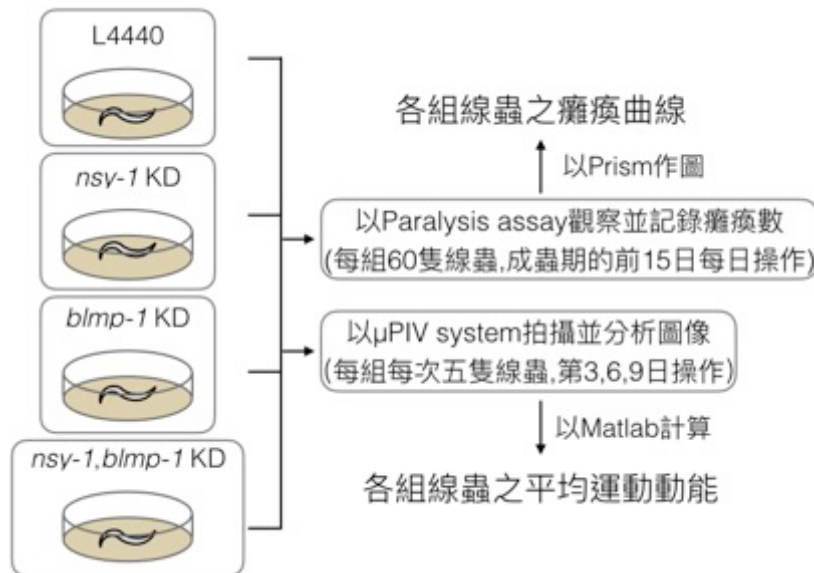 L4440
nsy-1 KD
blmp-1 KD
nsy-1,blmp-1 KD
各組線蟲之癱瘓曲線
以Prism作圖
以Paralysis assay觀察並記錄癱瘓數
(每組60隻線蟲,成蟲期的前15日每日操作)
以μPIV system拍攝並分析圖像
(每組每次五隻線蟲,第3,6,9日操作)
以Matlab計算
各組線蟲之平均運動動能